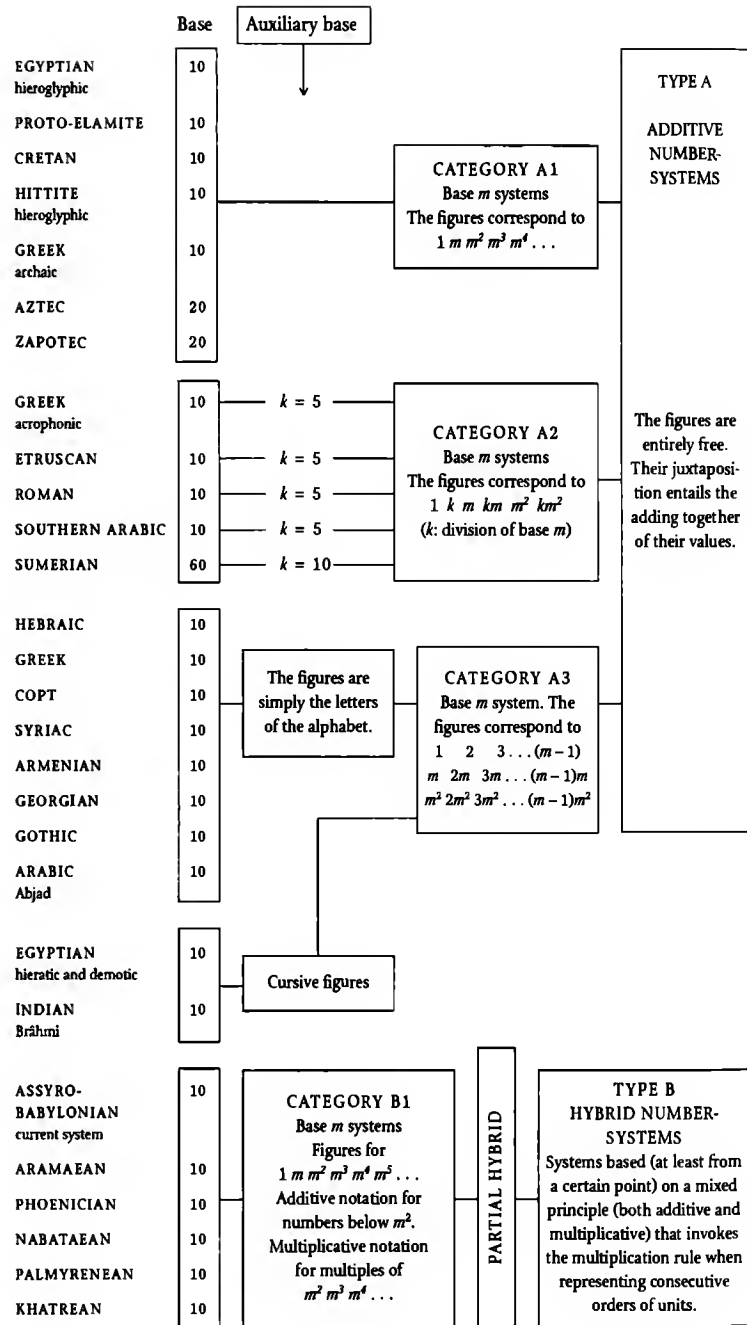 Base
Auxiliary base
EGYPTIAN 10
hieroglyphic
PROTO-ELAMITE 10
CRETAN 10
HITTITE 10
hieroglyphic
GREEK 10
archaic
AZTEC 20
ZAPOTEC 20
CATEGORY A1
Base m systems
The figures correspond to
1 m m² m³ m⁴ . . .
TYPE A
ADDITIVE
NUMBER-
SYSTEMS
GREEK 10 k = 5
acrophonic
ETRUSCAN 10 k = 5
ROMAN 10 k = 5
SOUTHERN ARABIC 10 k = 5
SUMERIAN 60 k = 10
CATEGORY A2
Base m systems
The figures correspond to
1 k m km m² km²
(k: division of base m)
The figures are
entirely free.
Their juxtaposi-
tion entails the
adding together
of their values.
HEBRAIC 10
GREEK 10
COPT 10
SYRIAC 10
ARMENIAN 10
GEORGIAN 10
GOTHIC 10
ARABIC 10
Abjad
The figures are
simply the letters
of the alphabet.
CATEGORY A3
Base m system. The
figures correspond to
1 2 3 . . . (m – 1)
m 2m 3m . . . (m – 1)m
m² 2m² 3m² . . . (m – 1)m²
EGYPTIAN 10
hieratic and demotic
INDIAN 10
Brâhmi
Cursive figures
ASSYRO- 10
BABYLONIAN
current system
ARAMAEAN 10
PHOENICIAN 10
NABATAEAN 10
PALMYRENEAN 10
KHATREAN 10
CATEGORY B1
Base m systems
Figures for
1 m m² m³ m⁴ m⁵ . . .
Additive notation for
numbers below m².
Multiplicative notation
for multiples of
m² m³ m⁴ . . .
PARTIAL HYBRID
TYPE B
HYBRID NUMBER-
SYSTEMS
Systems based (at least from
a certain point) on a mixed
principle (both additive and
multiplicative) that invokes
the multiplication rule when
representing consecutive
orders of units.